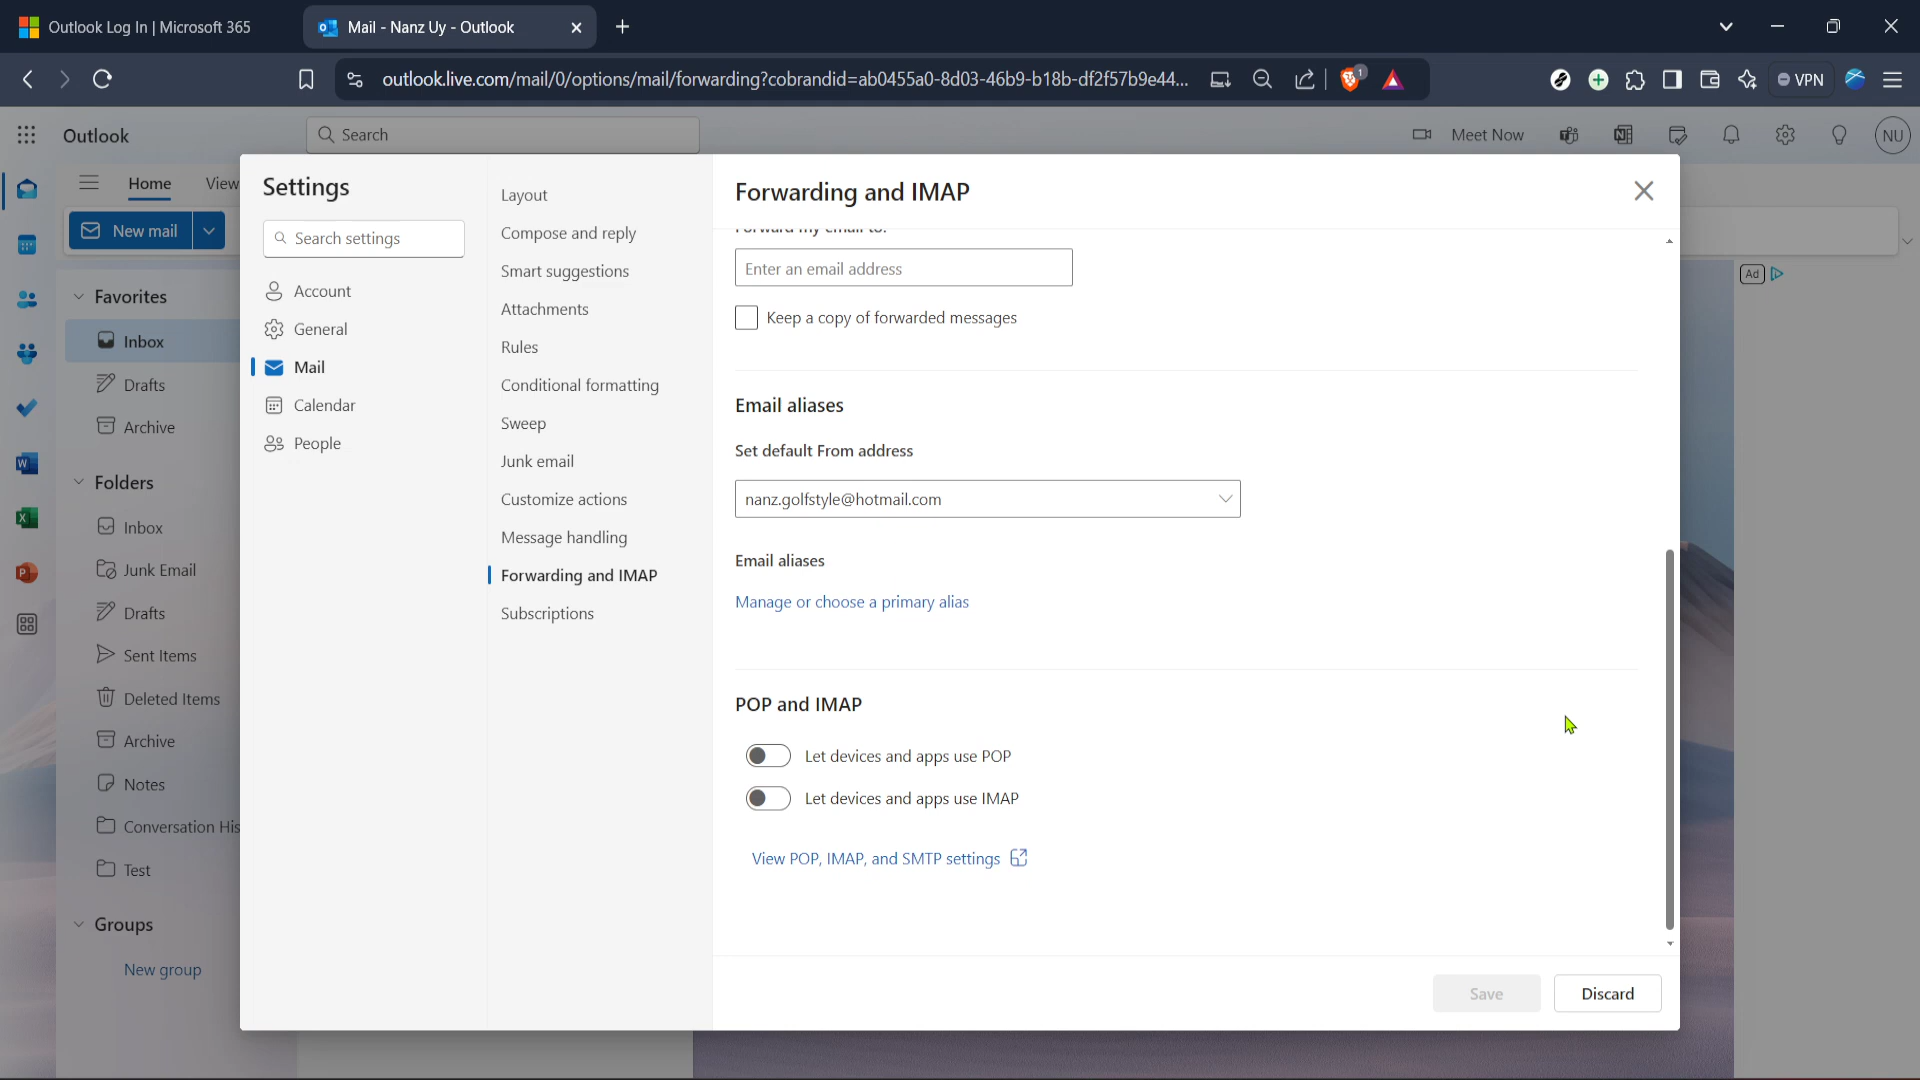 Outlook Log In | Microsoft 365
Mail - Nanz Uy - Outlook
outlook.live.com/mail/0/options/mail/forwarding?cobrandid=ab0455a0-8d03-46b9-b18b-df2f57b9e44...
1
VPN
Outlook
Search
Meet Now
NU
Home
View
New mail
Favorites
Inbox
Drafts
Archive
Folders
Inbox
Junk Email
Drafts
Sent Items
Deleted Items
Archive
Notes
Conversation His
Test
Groups
New group
Settings
Search settings
Account
General
Mail
Calendar
People
Layout
Compose and reply
Smart suggestions
Attachments
Rules
Conditional formatting
Sweep
Junk email
Customize actions
Message handling
Forwarding and IMAP
Subscriptions
Forwarding and IMAP
Forward my email to:
Enter an email address
Keep a copy of forwarded messages
Email aliases
Set default From address
nanz.golfstyle@hotmail.com
Email aliases
Manage or choose a primary alias
POP and IMAP
Let devices and apps use POP
Let devices and apps use IMAP
View POP, IMAP, and SMTP settings
Save
Discard
Ad